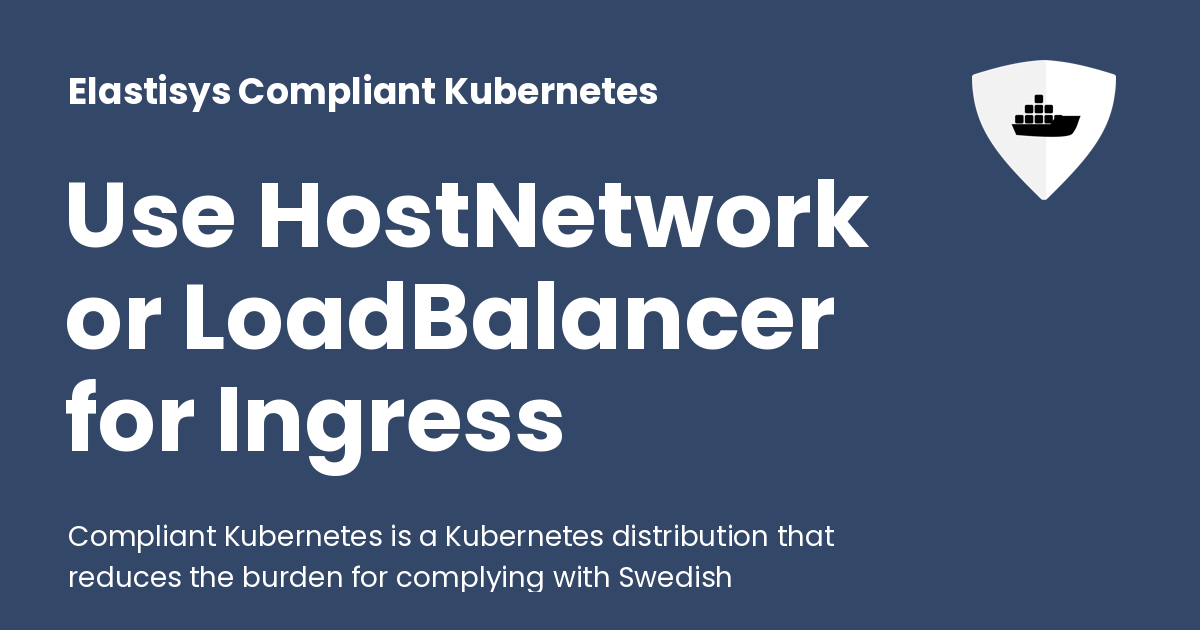 Elastisys Compliant Kubernetes
Use HostNetwork
or LoadBalancer
for Ingress
Compliant Kubernetes is a Kubernetes distribution that
reduces the burden for complying with Swedish